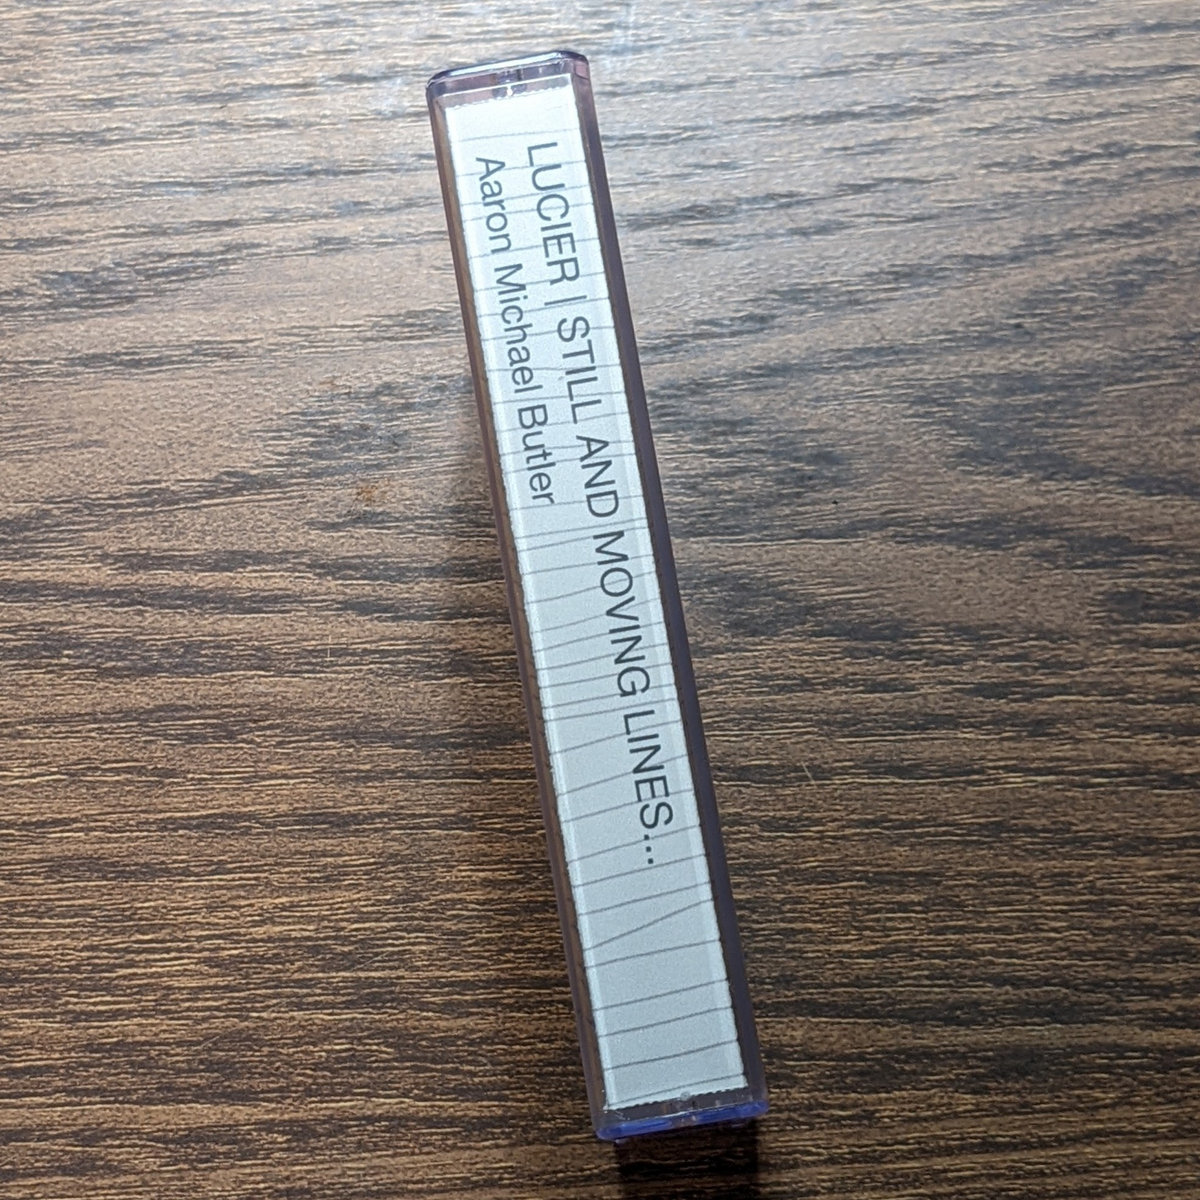 LUCIER | STILL AND MOVING LINES...
Aaron Michael Butler